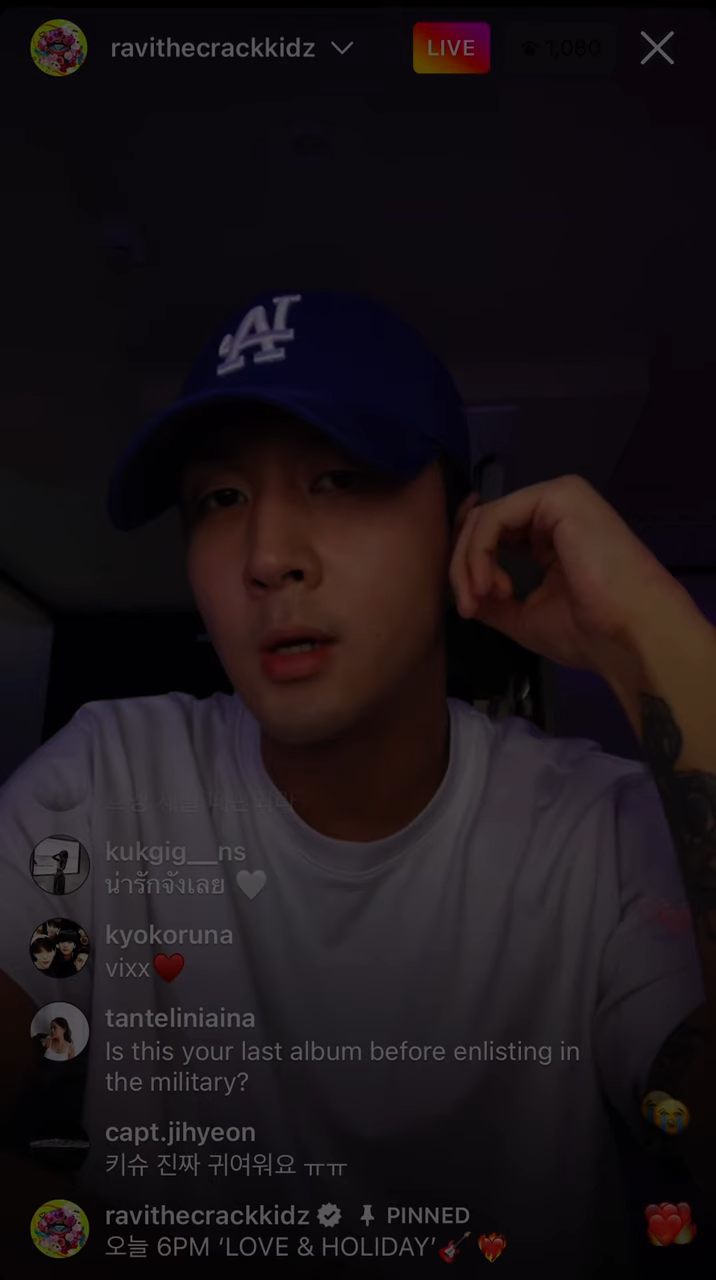 ravithecrackkidz
LIVE
1,080
LA
kukgig__ns
น่ารักจังเลย 🤍
kyokoruna
vixx♥️
tanteliniaina
Is this your last album before enlisting in
the military?
capt.jihyeon
키슈 진짜 귀여워요 ㅠㅠ
ravithecrackkidz PINNED
오늘 6PM ‘LOVE & HOLIDAY’🎸❤️‍🔥